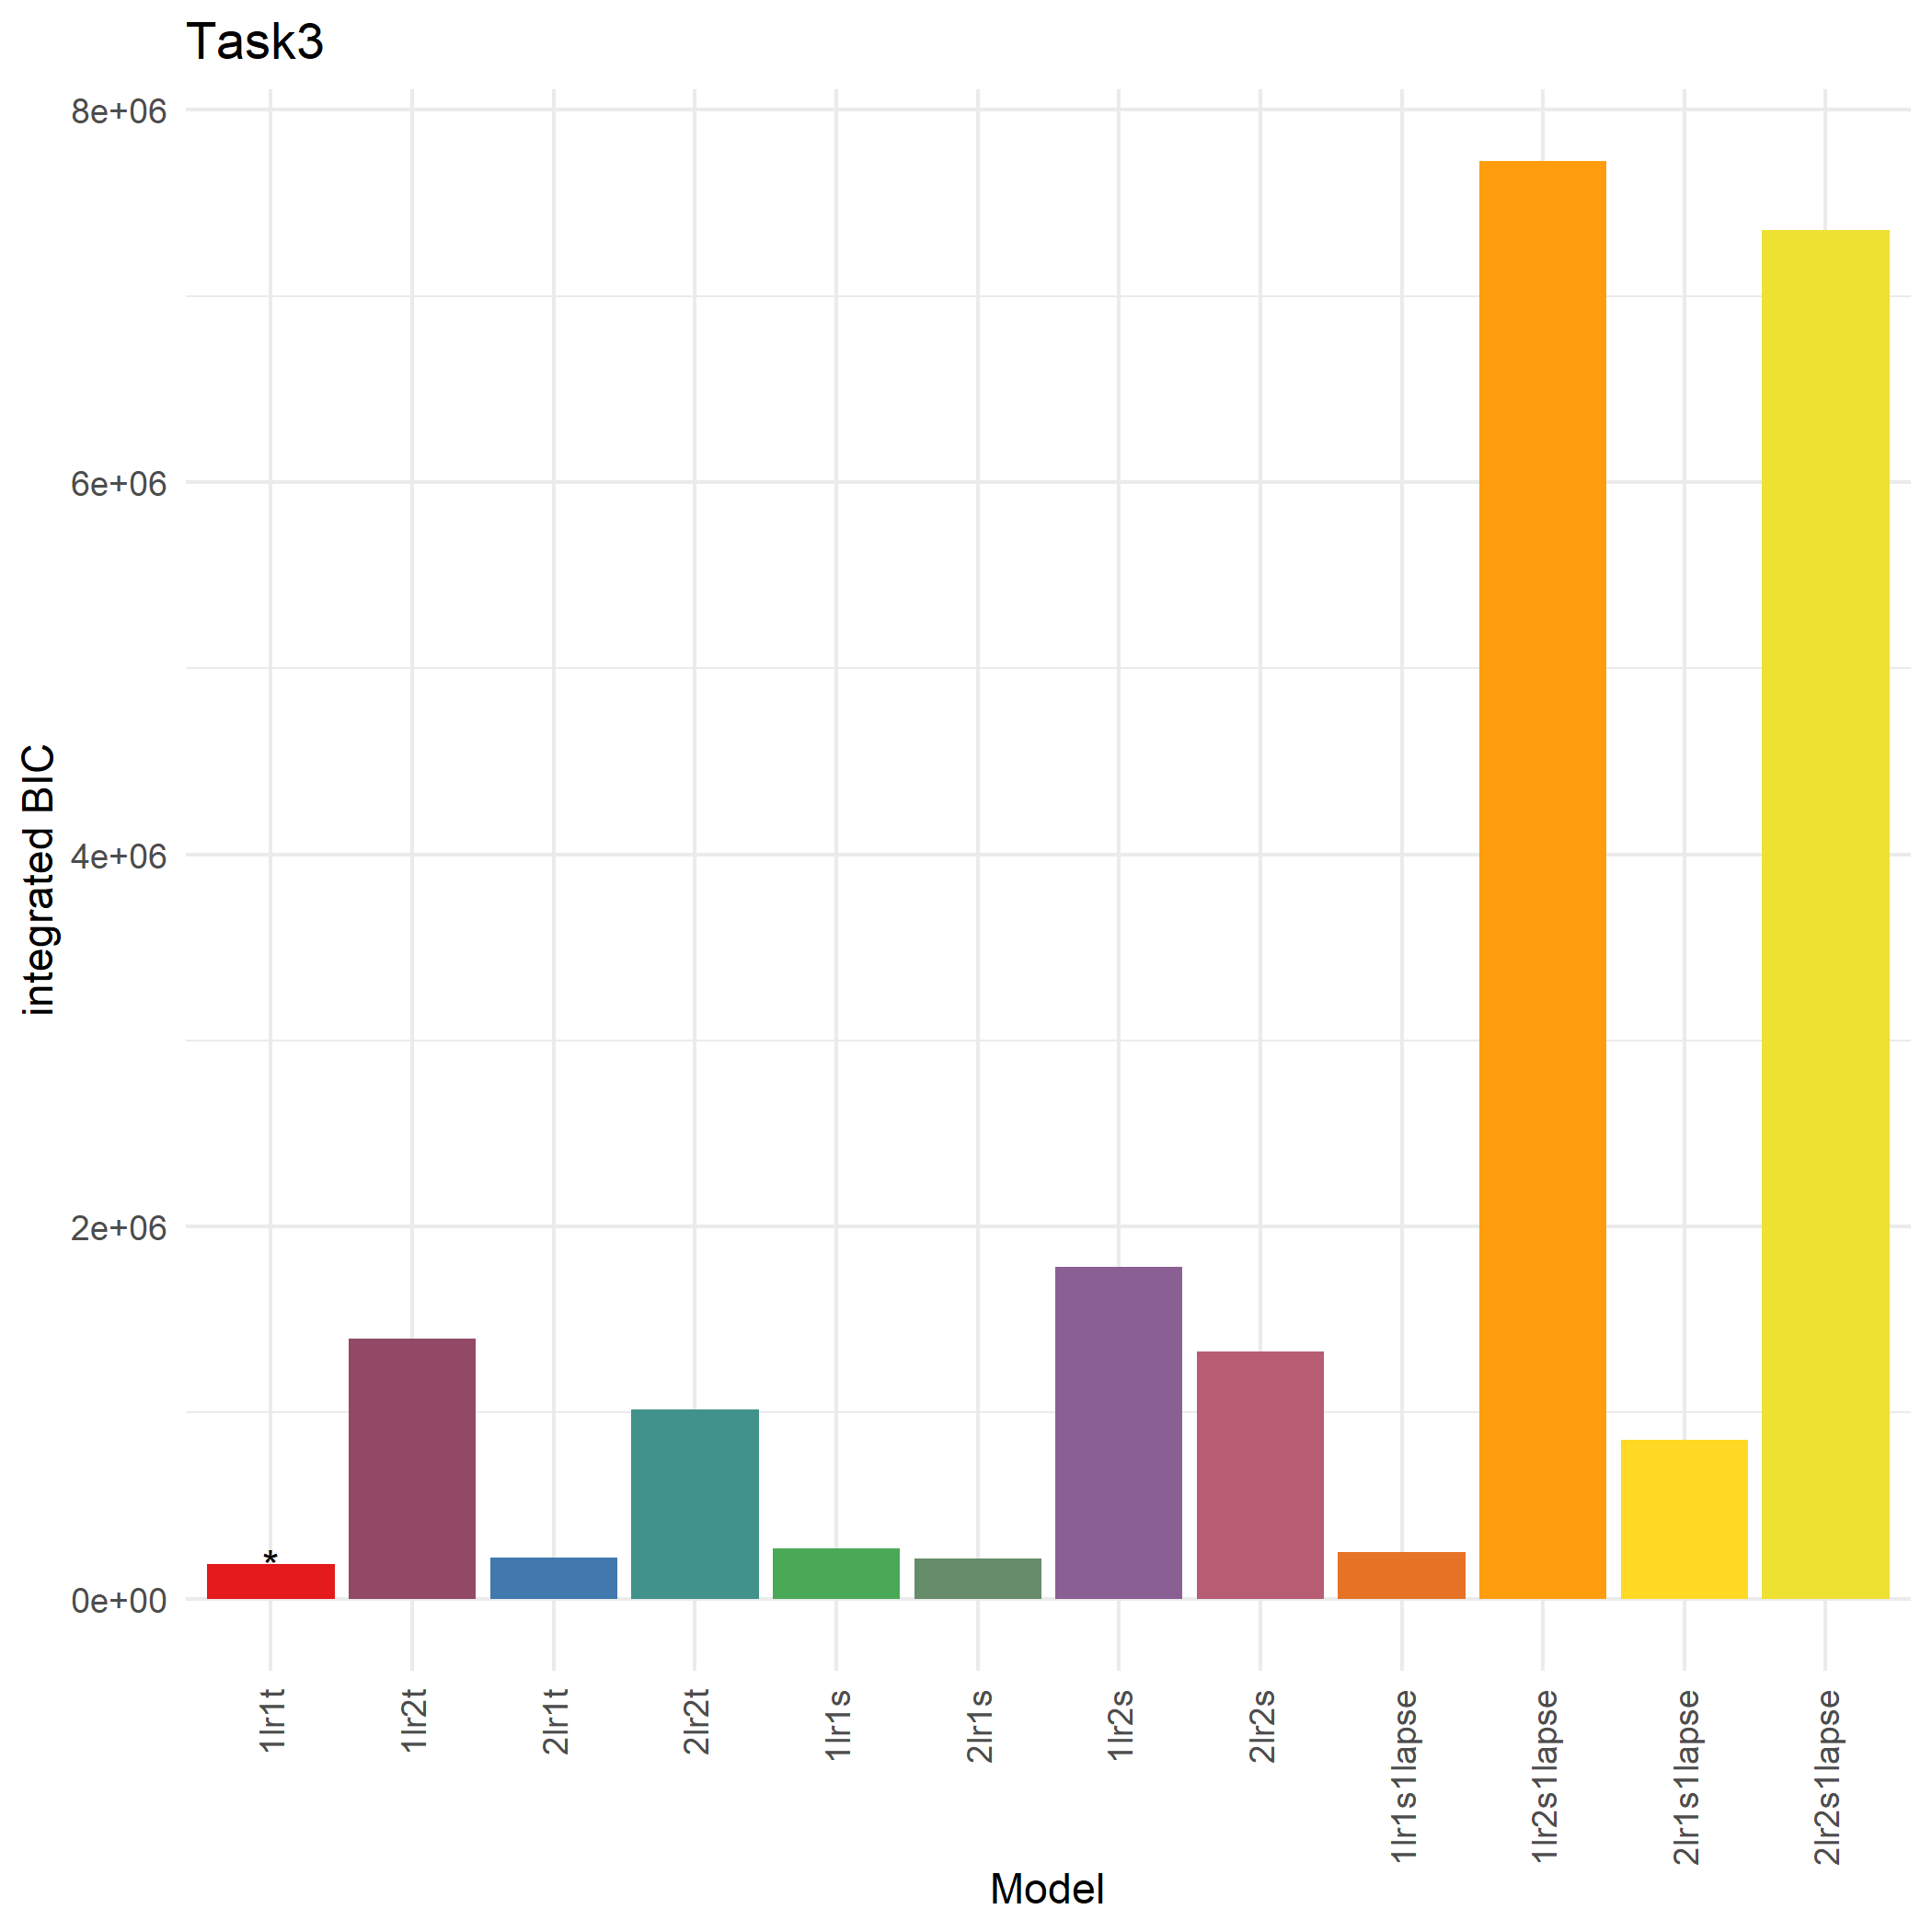 Task3
8e+06
6e+06
4e+06
2e+06
0e+00
integrated BIC
*
1lr1t
1lr2t
2lr1t
2lr2t
1lr1s
2lr1s
1lr2s
2lr2s
1lr1s1lapse
1lr2s1lapse
2lr1s1lapse
2lr2s1lapse
Model